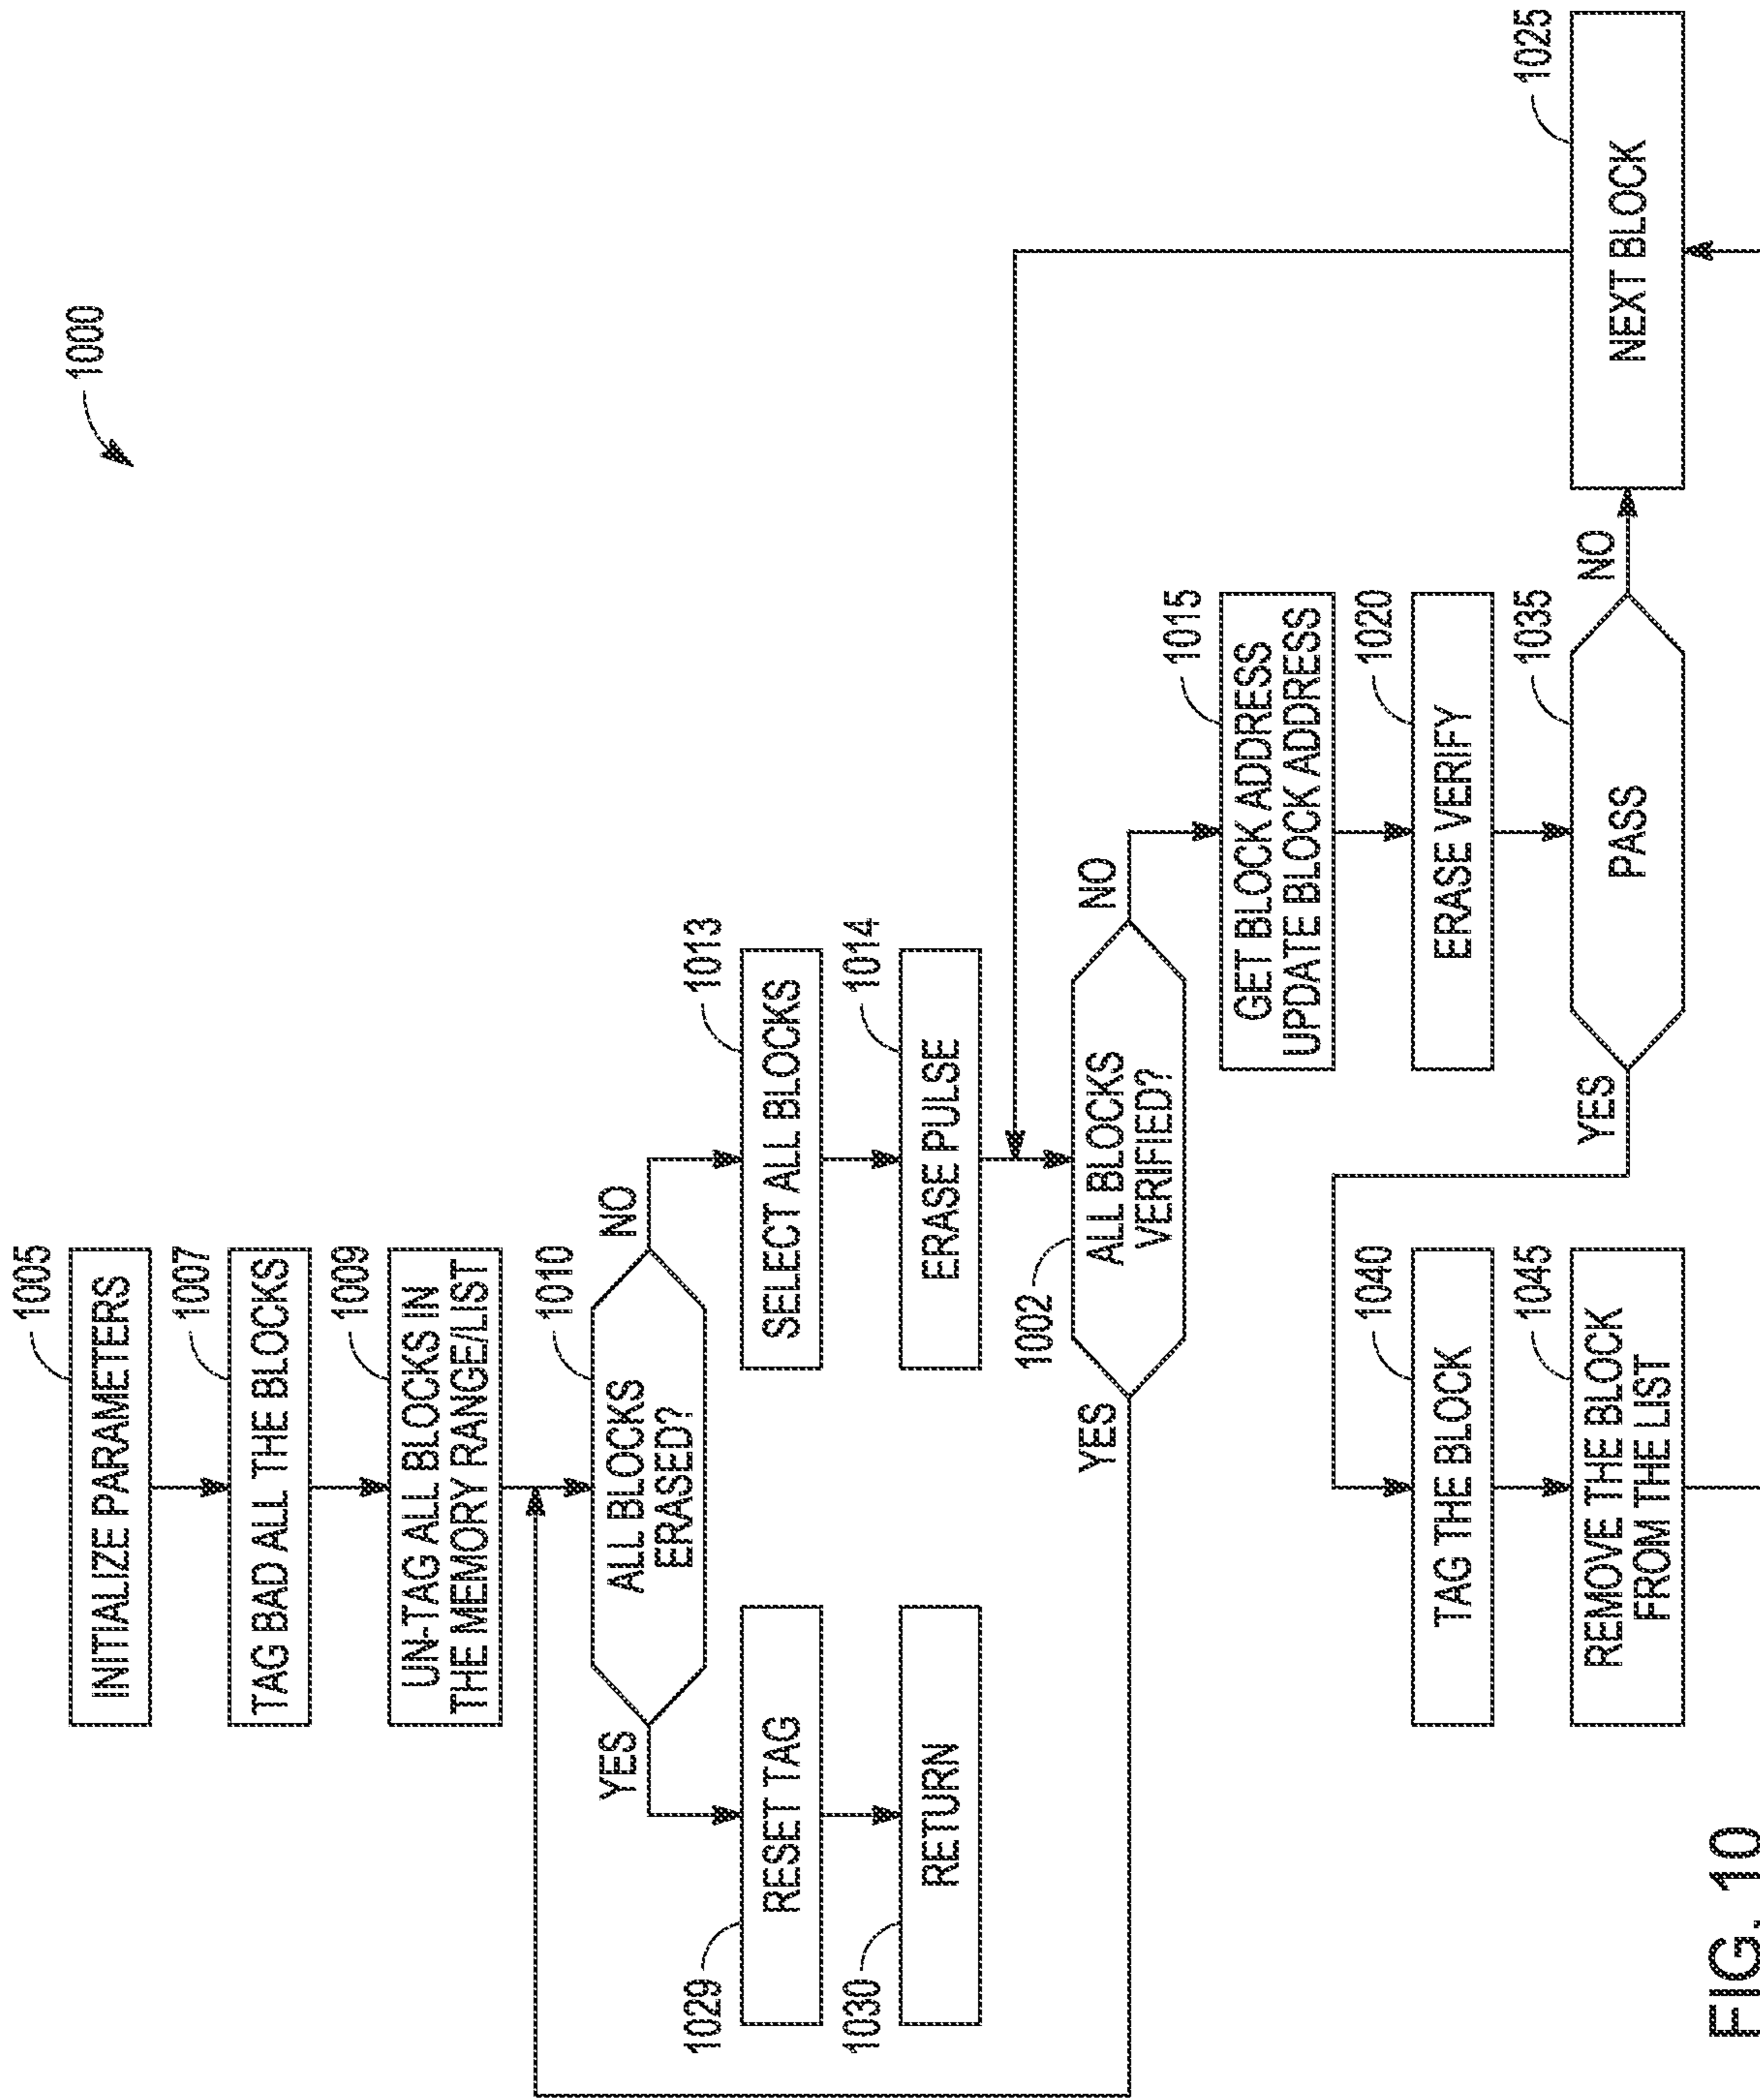 1000
1005
INITIALIZE PARAMETERS
1007
TAG BAD ALL THE BLOCKS
1009
UN-TAG ALL BLOCKS IN
THE MEMORY RANGE/LIST
1010
ALL BLOCKS
ERASED?
YES
NO
1029
RESET TAG
1030
RETURN
1013
SELECT ALL BLOCKS
1014
ERASE PULSE
1002
ALL BLOCKS
VERIFIED?
YES
NO
1015
GET BLOCK ADDRESS
UPDATE BLOCK ADDRESS
1020
ERASE VERIFY
1035
PASS
YES
NO
1040
TAG THE BLOCK
1045
REMOVE THE BLOCK
FROM THE LIST
1025
NEXT BLOCK
FIG. 10